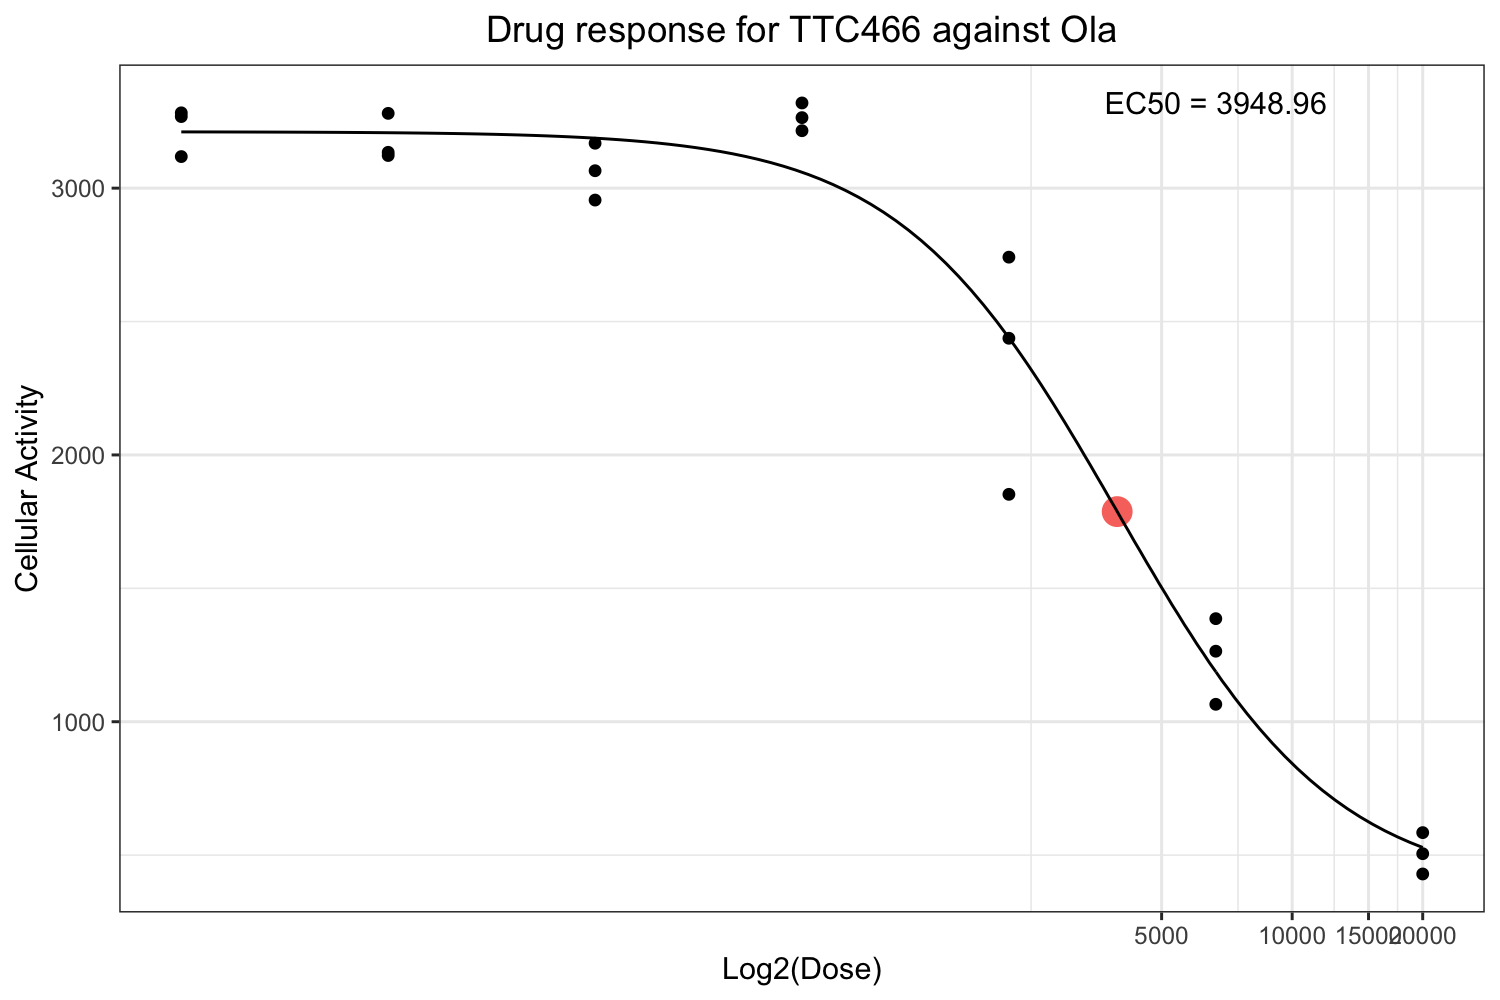 Drug response for TTC466 against Ola
EC50 = 3948.96
3000
2000
1000
Cellular Activity
5000 10000 15000 20000
Log2(Dose)